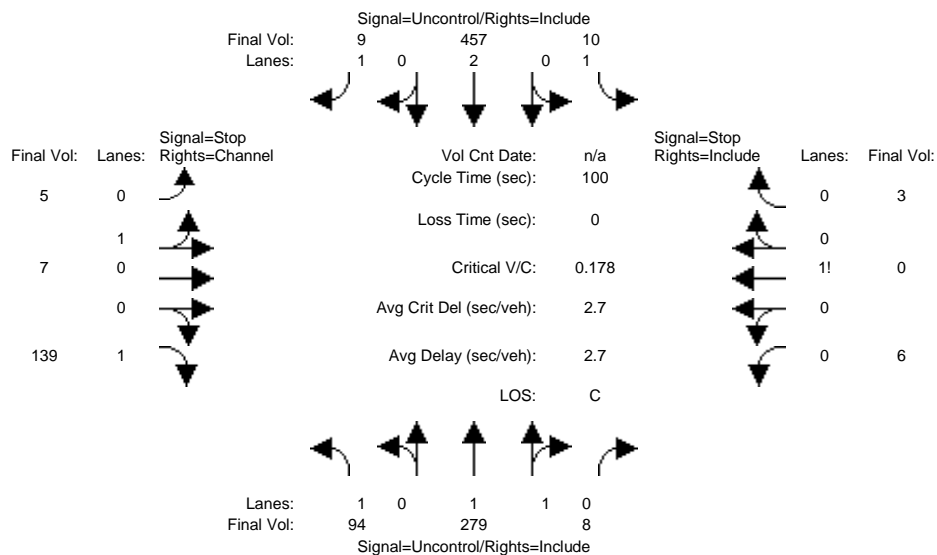 Signal=Uncontrol/Rights=Include
Final Vol: 9 457 10
Lanes: 1 0 2 0 1
Signal=Stop Signal=Stop
Final Vol: Lanes: Rights=Channel Vol Cnt Date: n/a Rights=Include Lanes: Final Vol:
Cycle Time (sec): 100
5 0 0 3
Loss Time (sec): 0
1 0
7 0 Critical V/C: 0.178 1! 0
0 Avg Crit Del (sec/veh): 2.7 0
139 1 Avg Delay (sec/veh): 2.7 0 6
LOS: C
Lanes: 1 0 1 1 0
Final Vol: 94 279 8
Signal=Uncontrol/Rights=Include